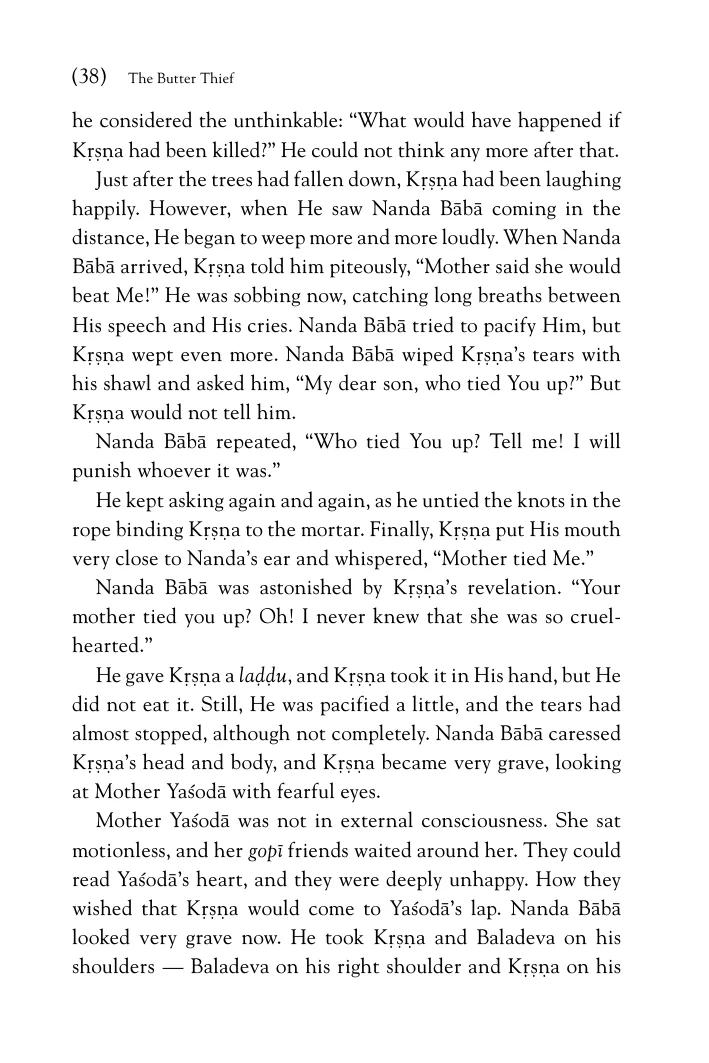 (38) The Butter Thief
he considered the unthinkable: “What would have happened if
Kṛṣṇa had been killed?” He could not think any more after that.
Just after the trees had fallen down, Kṛṣṇa had been laughing
happily. However, when He saw Nanda Bābā coming in the
distance, He began to weep more and more loudly. When Nanda
Bābā arrived, Kṛṣṇa told him piteously, “Mother said she would
beat Me!” He was sobbing now, catching long breaths between
His speech and His cries. Nanda Bābā tried to pacify Him, but
Kṛṣṇa wept even more. Nanda Bābā wiped Kṛṣṇa’s tears with
his shawl and asked him, “My dear son, who tied You up?” But
Kṛṣṇa would not tell him.
Nanda Bābā repeated, “Who tied You up? Tell me! I will
punish whoever it was.”
He kept asking again and again, as he untied the knots in the
rope binding Kṛṣṇa to the mortar. Finally, Kṛṣṇa put His mouth
very close to Nanda’s ear and whispered, “Mother tied Me.”
Nanda Bābā was astonished by Kṛṣṇa’s revelation. “Your
mother tied you up? Oh! I never knew that she was so cruel-
hearted.”
He gave Kṛṣṇa a laḍḍu, and Kṛṣṇa took it in His hand, but He
did not eat it. Still, He was pacified a little, and the tears had
almost stopped, although not completely. Nanda Bābā caressed
Kṛṣṇa’s head and body, and Kṛṣṇa became very grave, looking
at Mother Yaśodā with fearful eyes.
Mother Yaśodā was not in external consciousness. She sat
motionless, and her gopī friends waited around her. They could
read Yaśodā’s heart, and they were deeply unhappy. How they
wished that Kṛṣṇa would come to Yaśodā’s lap. Nanda Bābā
looked very grave now. He took Kṛṣṇa and Baladeva on his
shoulders — Baladeva on his right shoulder and Kṛṣṇa on his